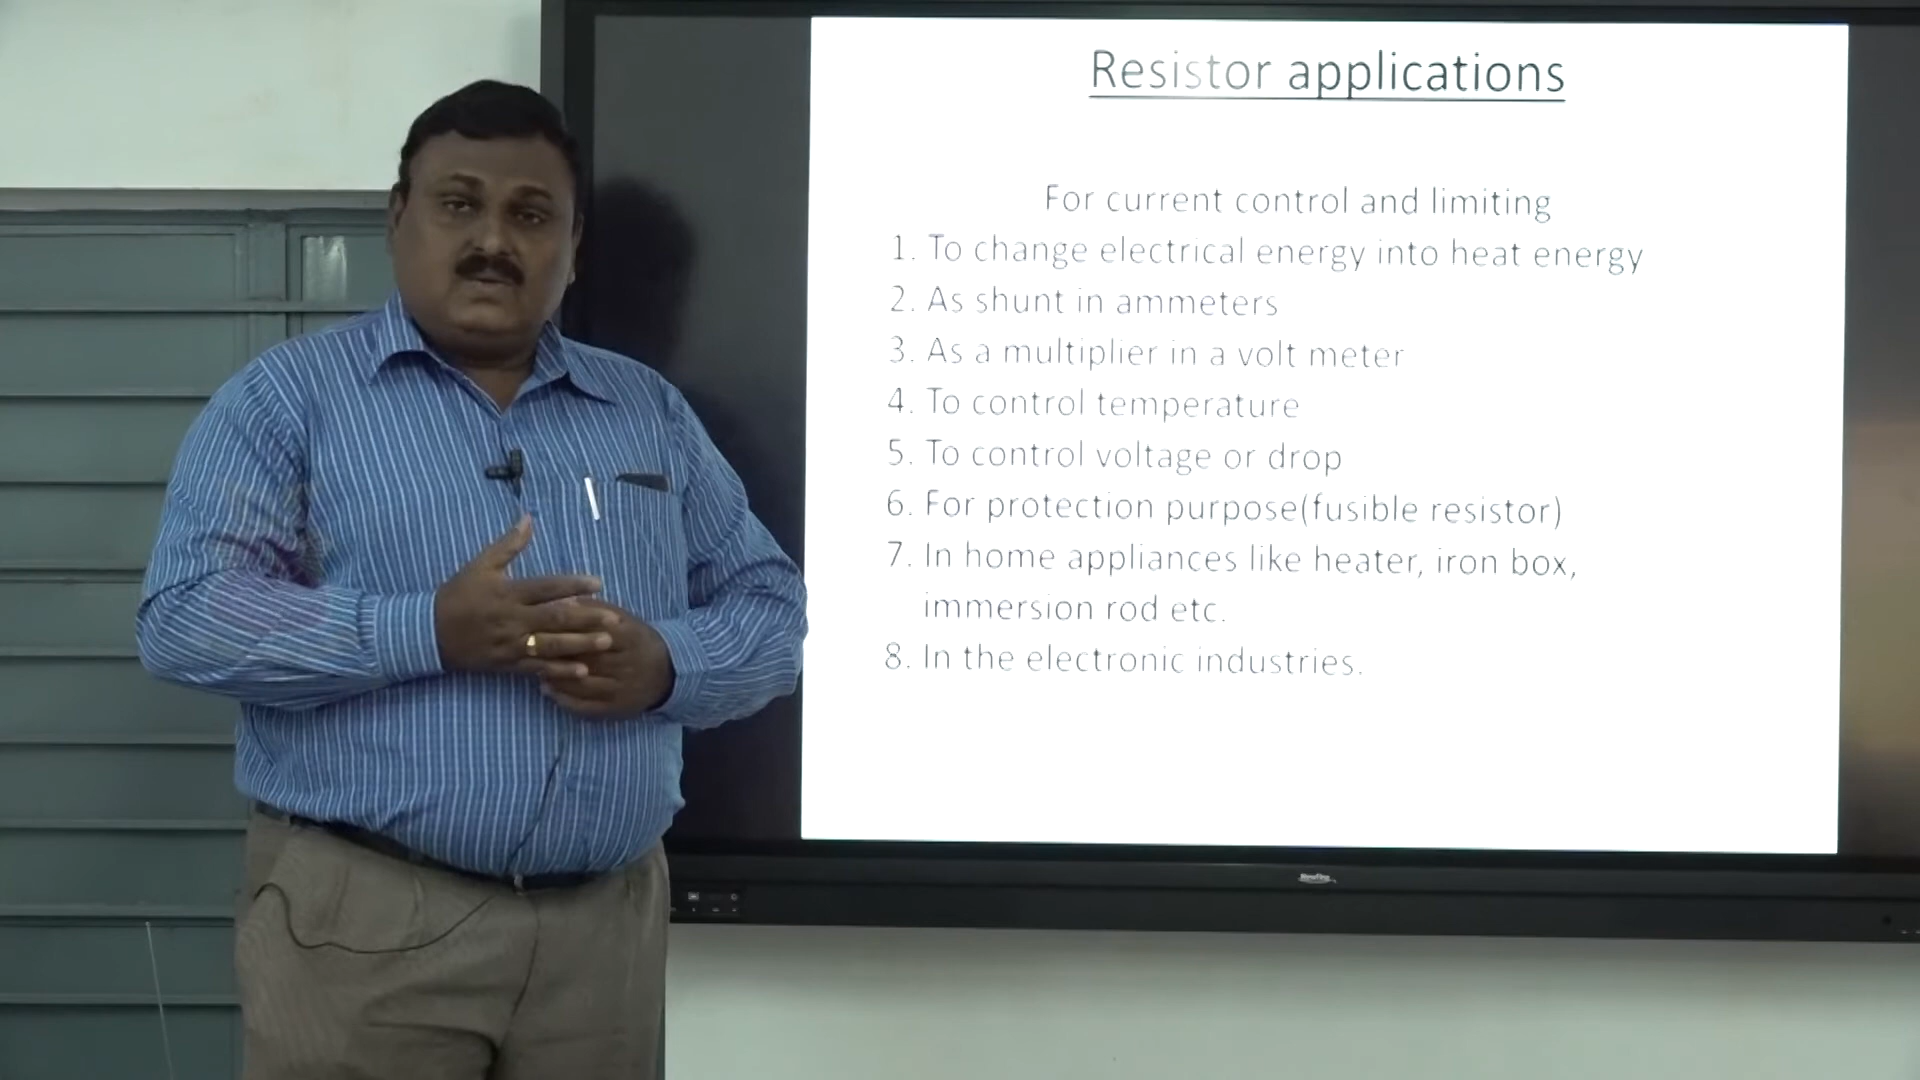 Resistor applications
For current control and limiting
1. To change electrical energy into heat energy
2. As shunt in ammeters
3. As a multiplier in a volt meter
4. To control temperature
5. To control voltage or drop
6. For protection purpose(fusible resistor)
7. In home appliances like heater, iron box,
immersion rod etc.
8. In the electronic industries.